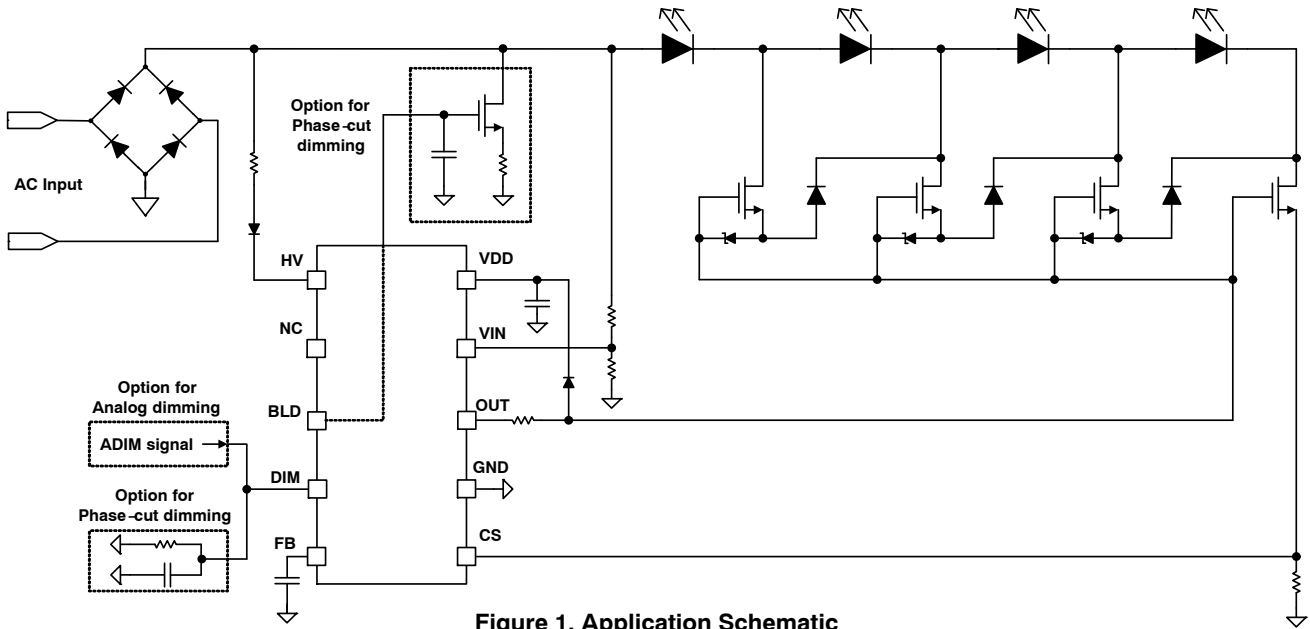 Option for
Phase-cut
dimming
AC Input
HV
VDD
NC
VIN
Option for
Analog dimming
ADIM signal
BLD
OUT
DIM
GND
Option for
Phase-cut dimming
FB
CS
Figure 1. Application Schematic